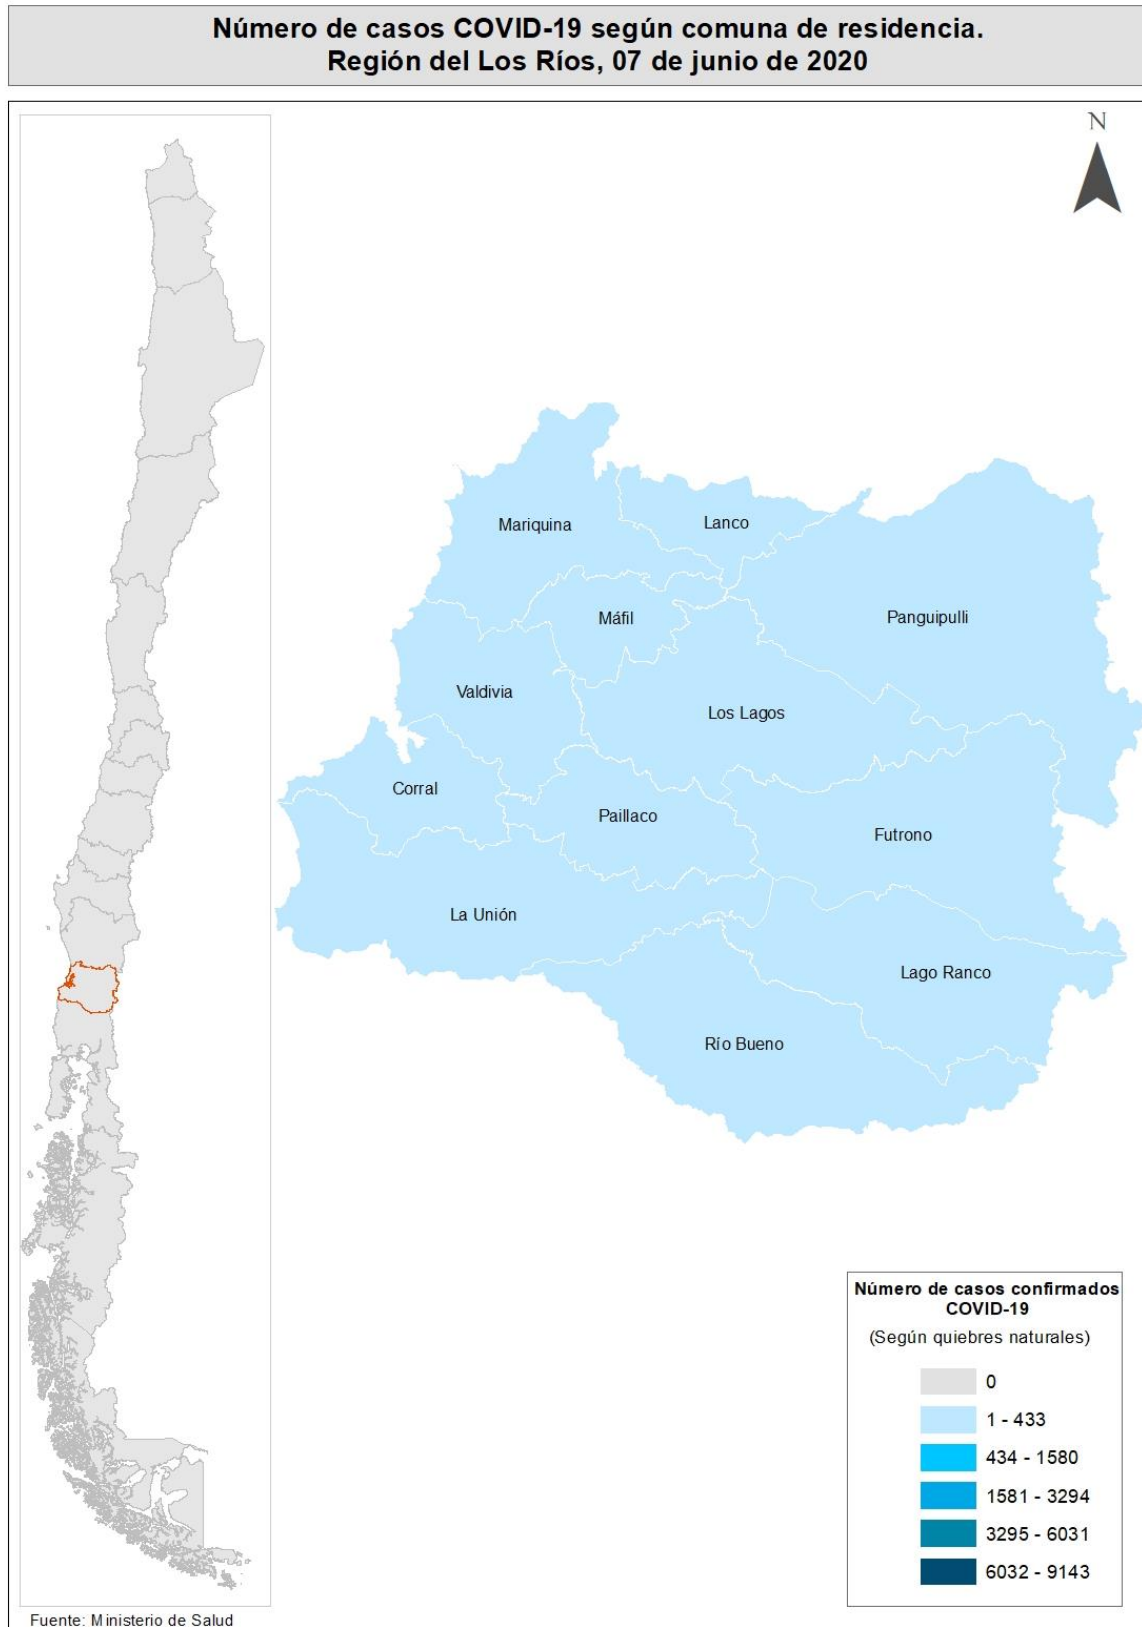 Número de casos COVID-19 según comuna de residencia.
Región del Los Ríos, 07 de junio de 2020
N
Mariquina
Lanco
Máfil
Panguipulli
Valdivia
Los Lagos
Corral
Paillaco
Futrono
La Unión
Lago Ranco
Río Bueno
Número de casos confirmados
COVID-19
(Según quiebres naturales)
0
1 - 433
434 - 1580
1581 - 3294
3295 - 6031
6032 - 9143
Fuente: Ministerio de Salud